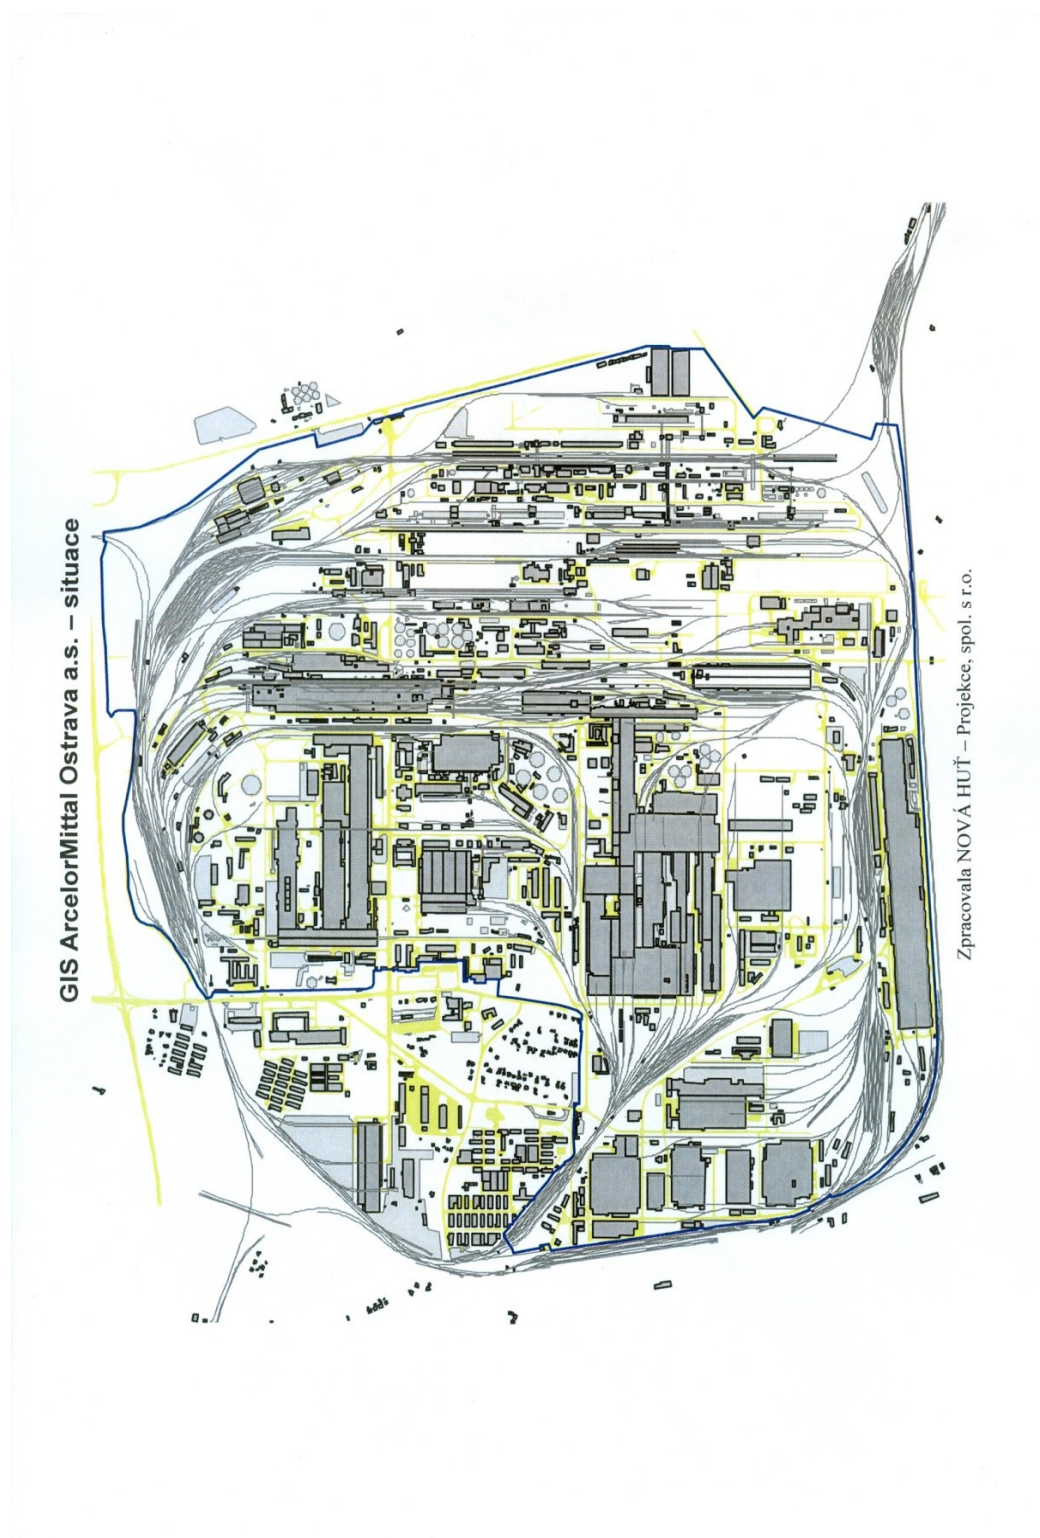 GIS ArcelorMittal Ostrava a.s. – situace
Zpracovala NOVÁ HUŤ – Projekce, spol. s r.o.